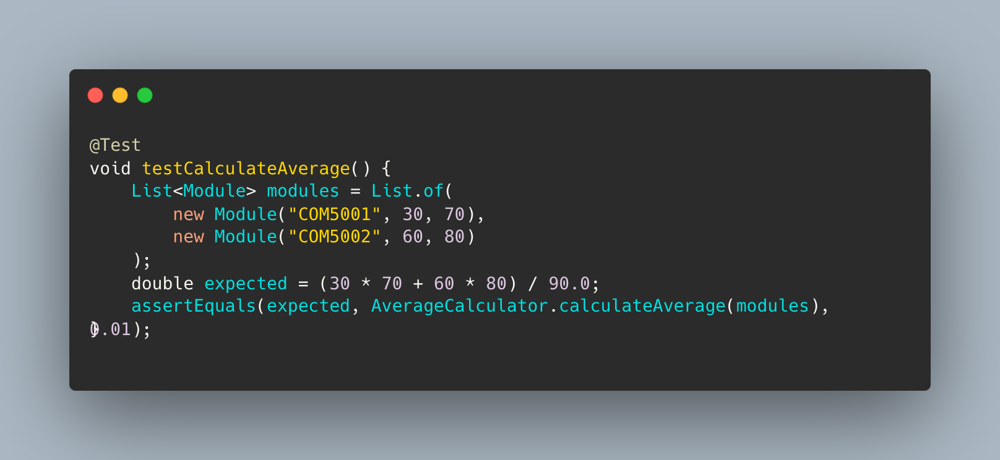 @Test
void testCalculateAverage() {
    List<Module> modules = List.of(
        new Module("COM5001", 30, 70),
        new Module("COM5002", 60, 80)
    );
    double expected = (30 * 70 + 60 * 80) / 90.0;
    assertEquals(expected, AverageCalculator.calculateAverage(modules),
0.01);
}